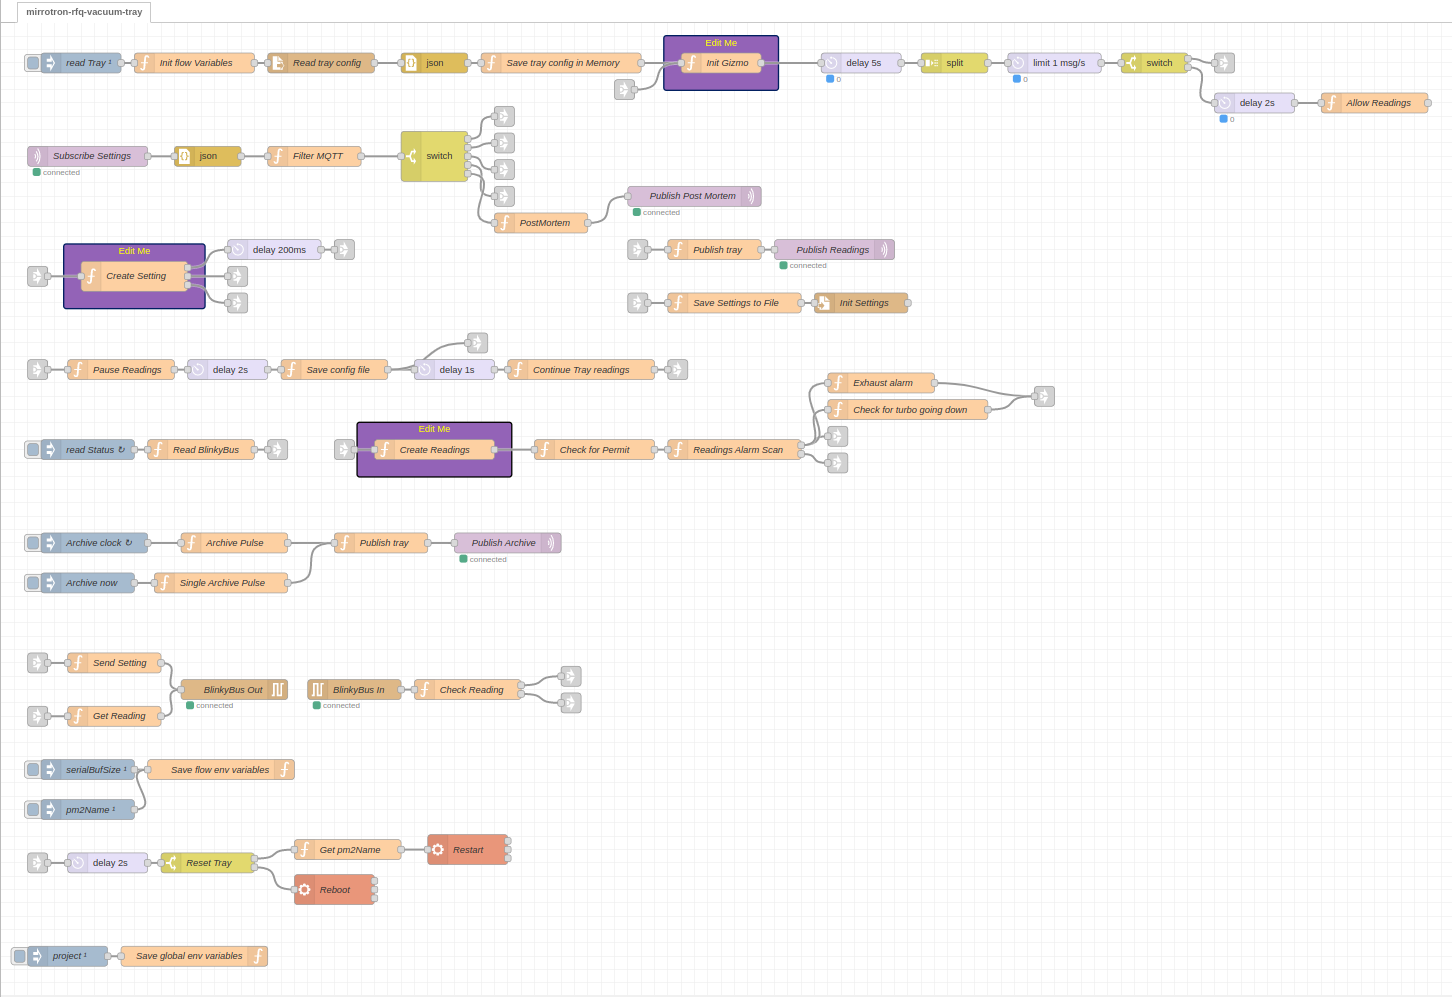 mirrotron-rfq-vacuum-tray
Edit Me
read Tray ¹
Init flow Variables
Read tray config
json
Save tray config in Memory
Init Gizmo
delay 5s
split
limit 1 msg/s
switch
0
0
delay 2s
Allow Readings
0
Subscribe Settings
json
Filter MQTT
switch
connected
Publish Post Mortem
connected
PostMortem
Edit Me
delay 200ms
Create Setting
Publish tray
Publish Readings
connected
Save Settings to File
Init Settings
Pause Readings
delay 2s
Save config file
delay 1s
Continue Tray readings
Exhaust alarm
Check for turbo going down
Edit Me
read Status ↻
Read BlinkyBus
Create Readings
Check for Permit
Readings Alarm Scan
Archive clock ↻
Archive Pulse
Publish tray
Publish Archive
connected
Archive now
Single Archive Pulse
Send Setting
BlinkyBus Out
BlinkyBus In
Check Reading
connected
connected
Get Reading
serialBufSize ¹
Save flow env variables
pm2Name ¹
Get pm2Name
Restart
delay 2s
Reset Tray
Reboot
project ¹
Save global env variables